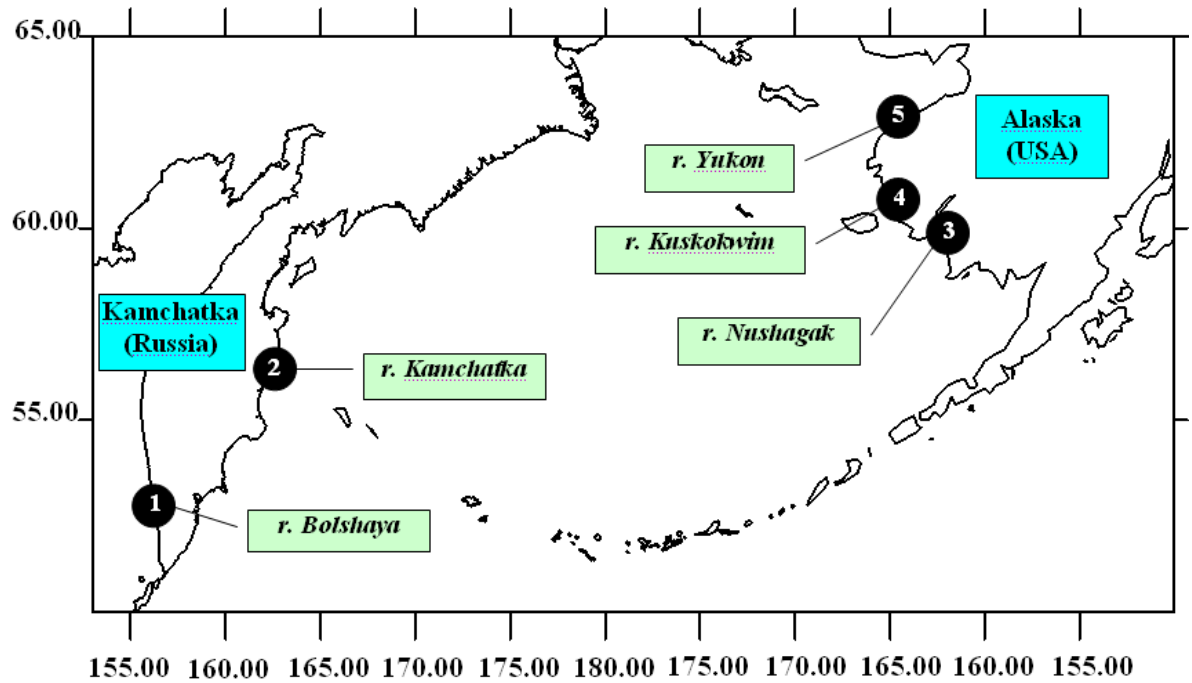 65.00
5
Alaska
(USA)
r. Yukon
4
60.00
3
r. Kuskokwim
Kamchatka
(Russia)
r. Nushagak
2
r. Kamchatka
55.00
1
r. Bolshaya
155.00 160.00 165.00 170.00 175.00 180.00 175.00 170.00 165.00 160.00 155.00